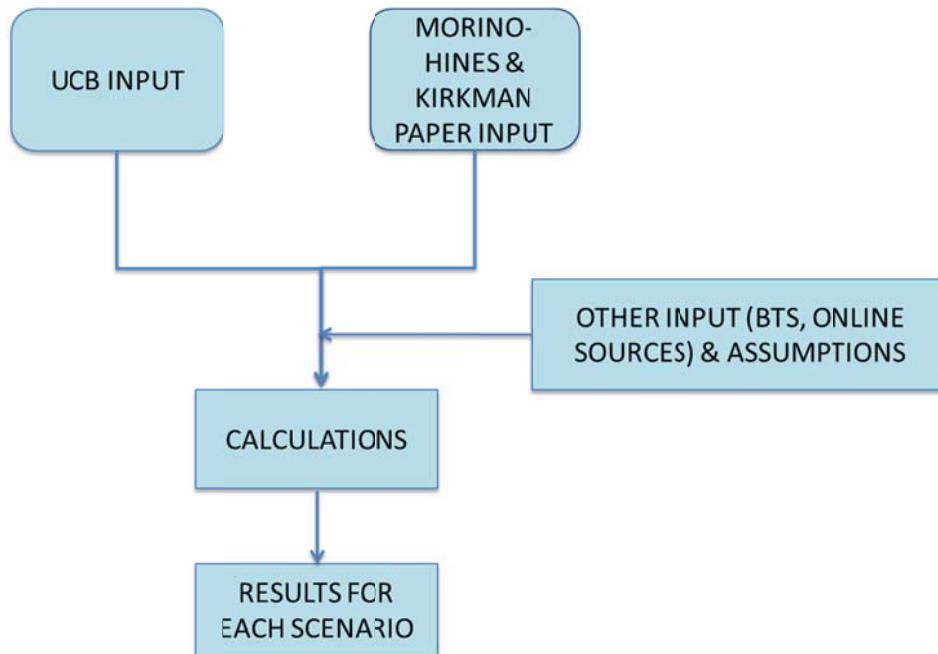 UCB INPUT
MORINO-
HINES &
KIRKMAN
PAPER INPUT
OTHER INPUT (BTS, ONLINE
SOURCES) & ASSUMPTIONS
CALCULATIONS
RESULTS FOR
EACH SCENARIO